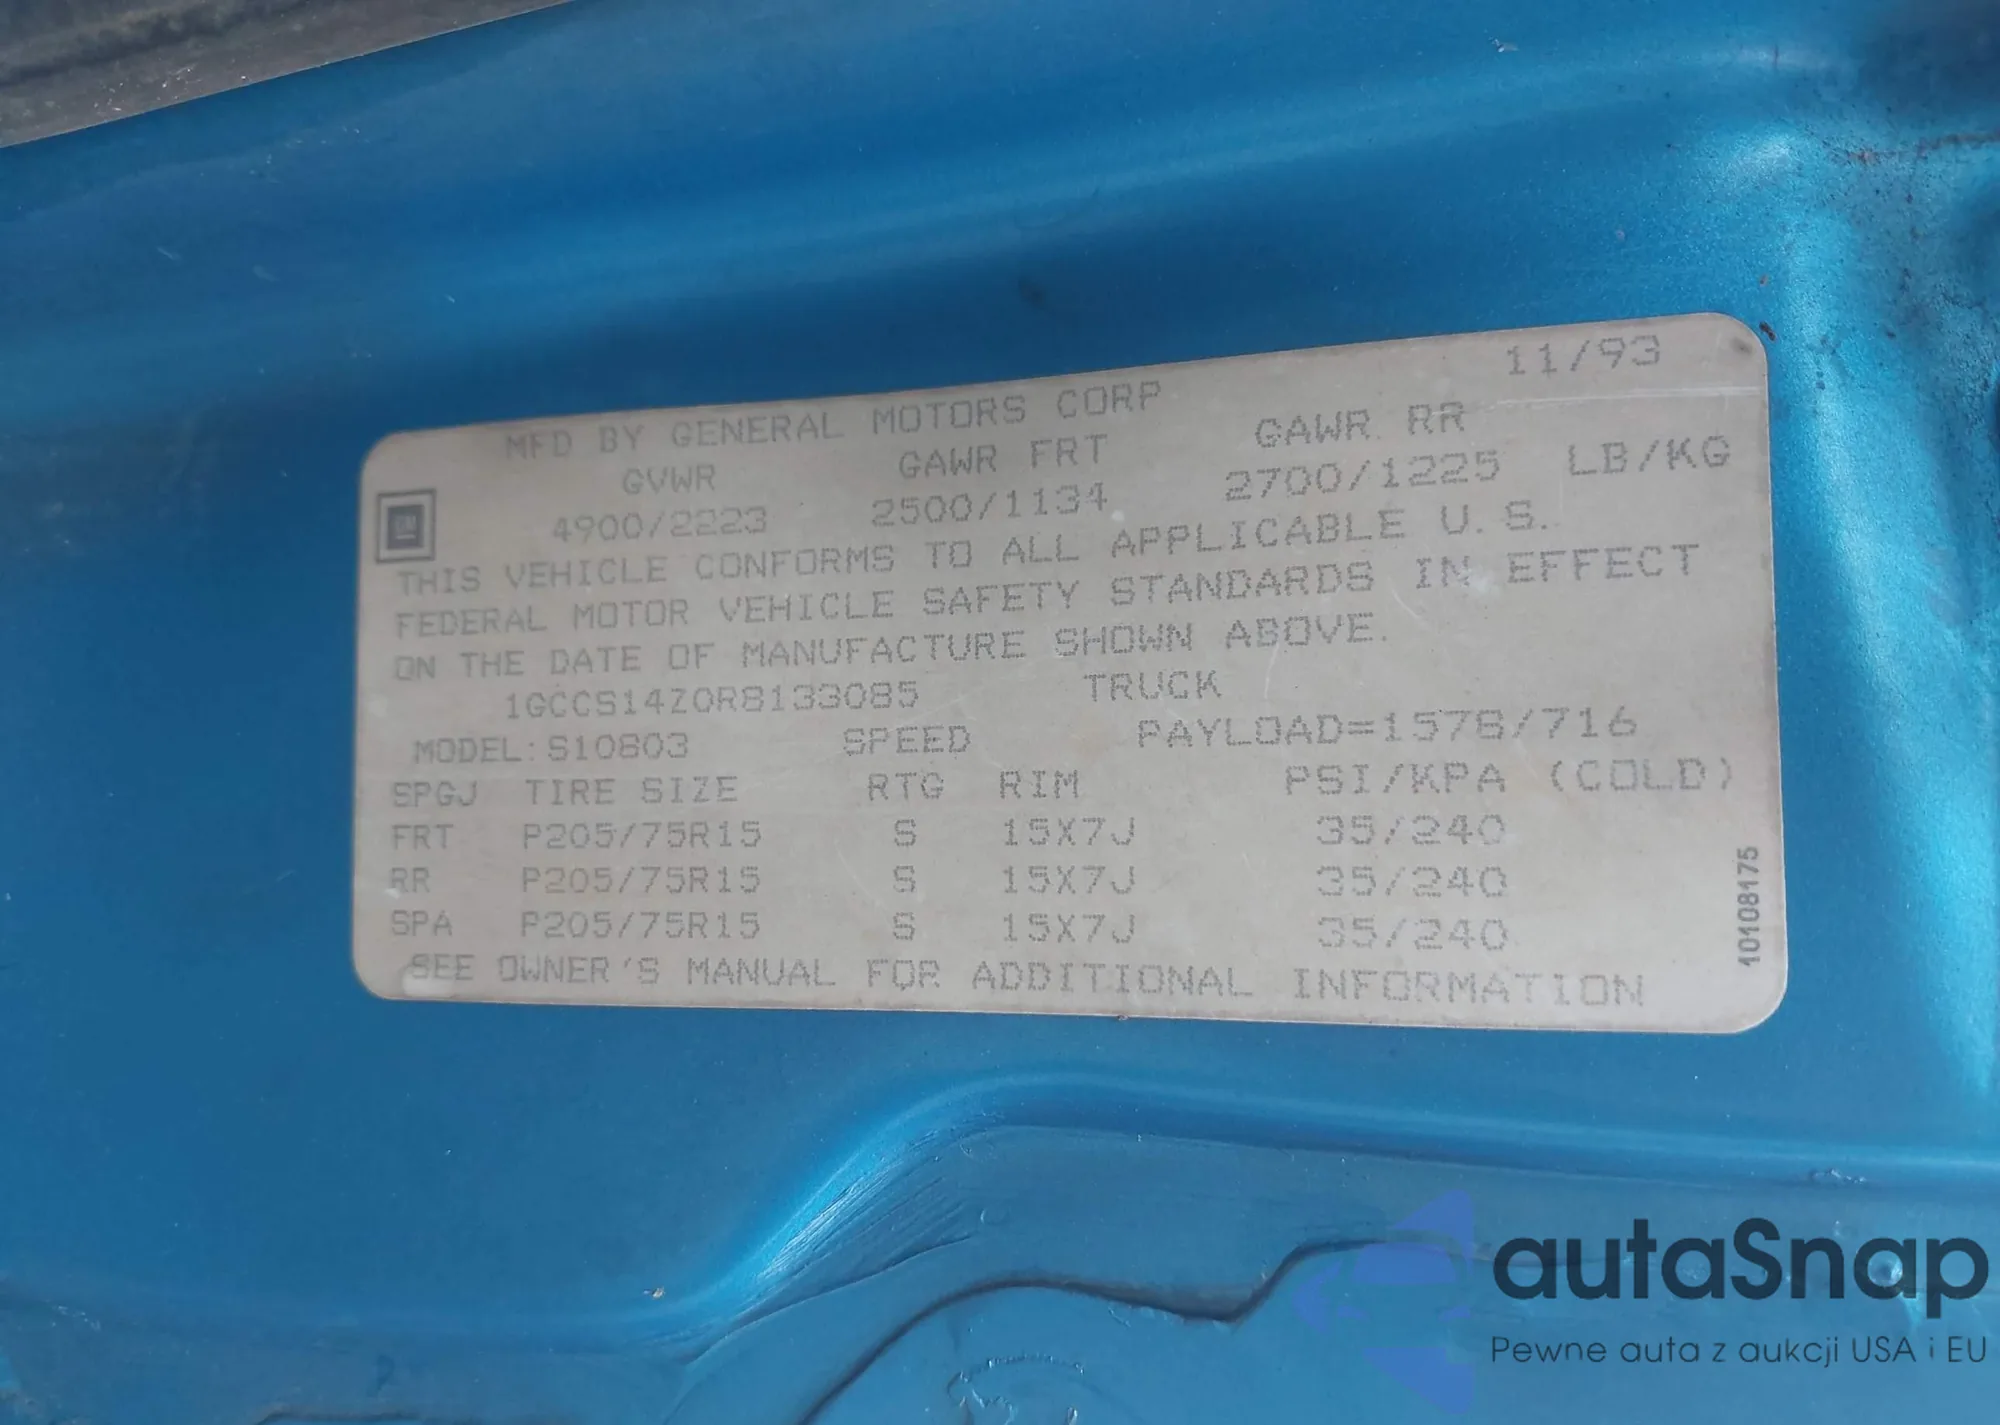 11/93
MFD BY GENERAL MOTORS CORP
GVWR GAWR FRT GAWR RR
4900/2223 2500/1134 2700/1225 LB/KG
GM
THIS VEHICLE CONFORMS TO ALL APPLICABLE U.S.
FEDERAL MOTOR VEHICLE SAFETY STANDARDS IN EFFECT
ON THE DATE OF MANUFACTURE SHOWN ABOVE.
1GCCS14Z0R8133085 TRUCK
MODEL:S10803 SPEED PAYLOAD=1578/716
SPGJ TIRE SIZE RTG RIM PSI/KPA (COLD)
FRT P205/75R15 S 15X7J 35/240
RR P205/75R15 S 15X7J 35/240
SPA P205/75R15 S 15X7J 35/240
SEE OWNER'S MANUAL FOR ADDITIONAL INFORMATION
10108175
autaSnap
Pewne auta z aukcji USA i EU